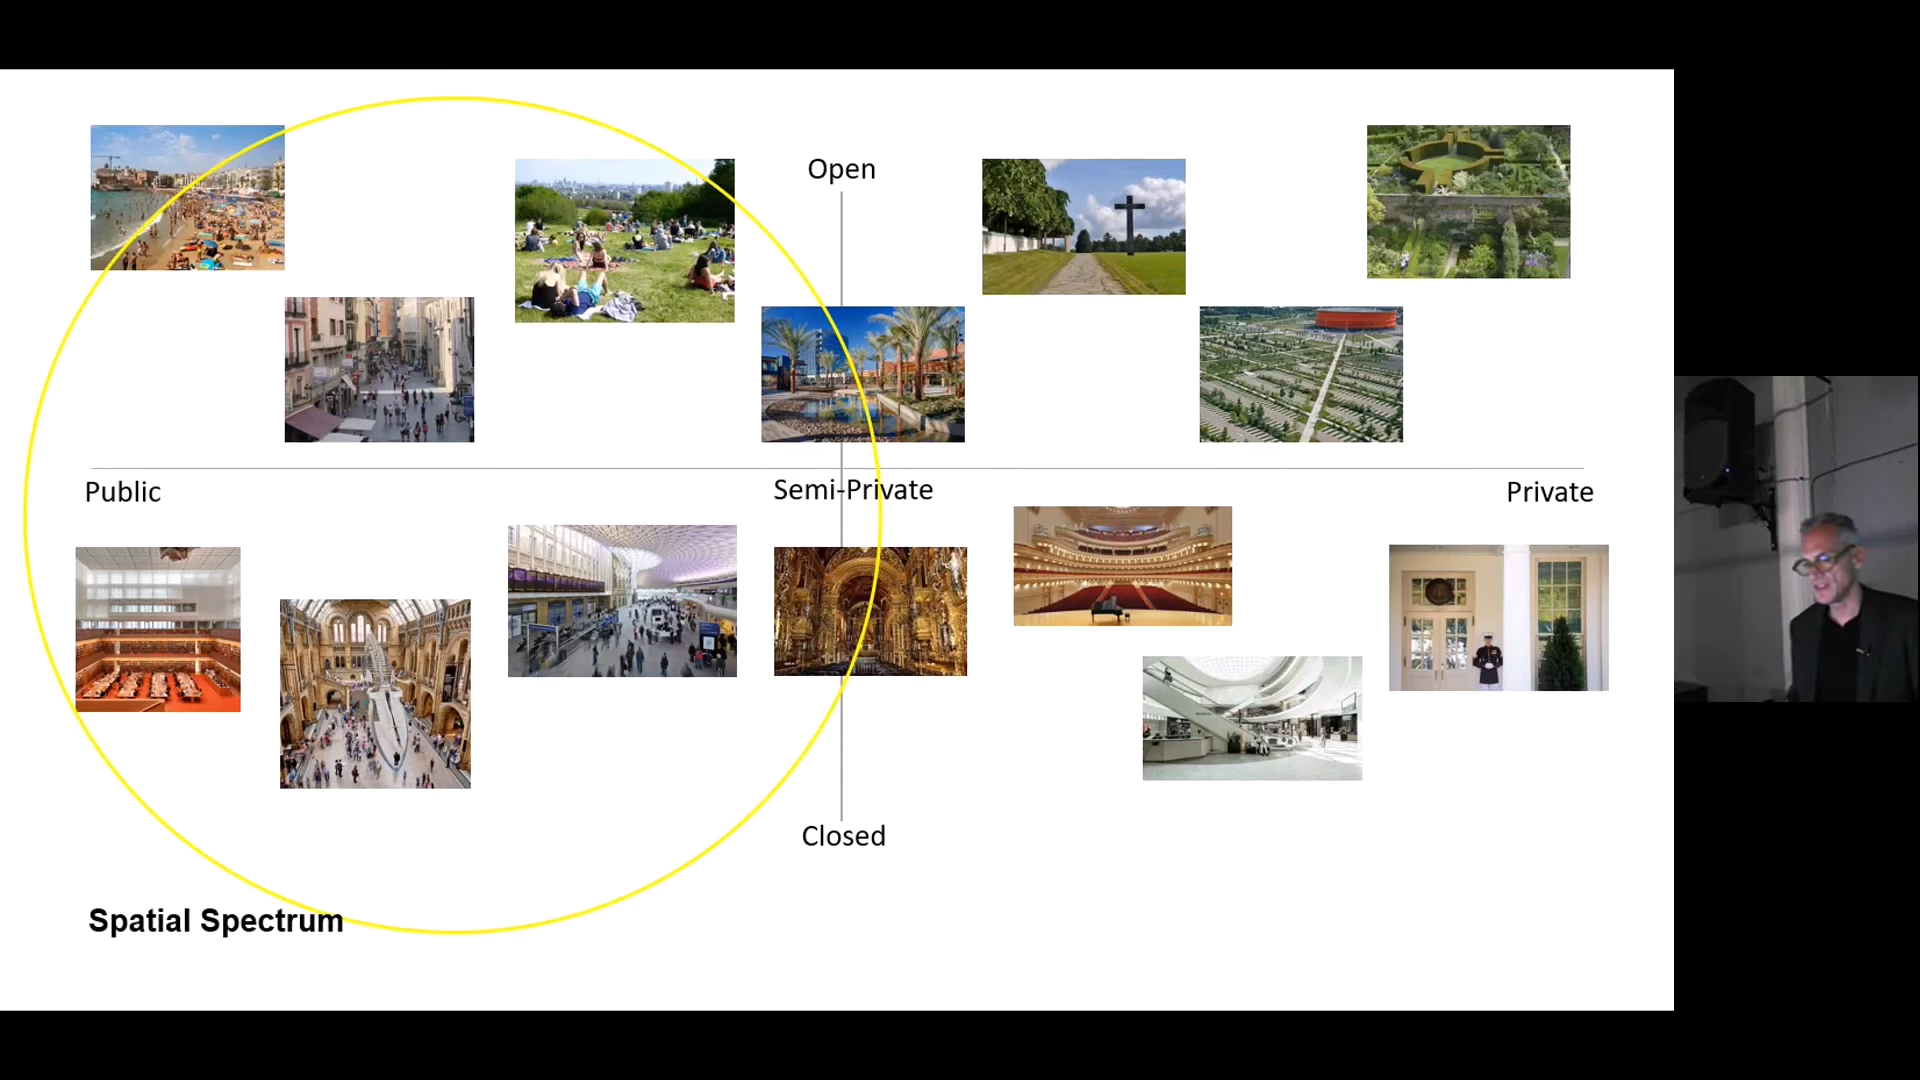 Open
Public
Semi-Private
Private
Closed
Spatial Spectrum